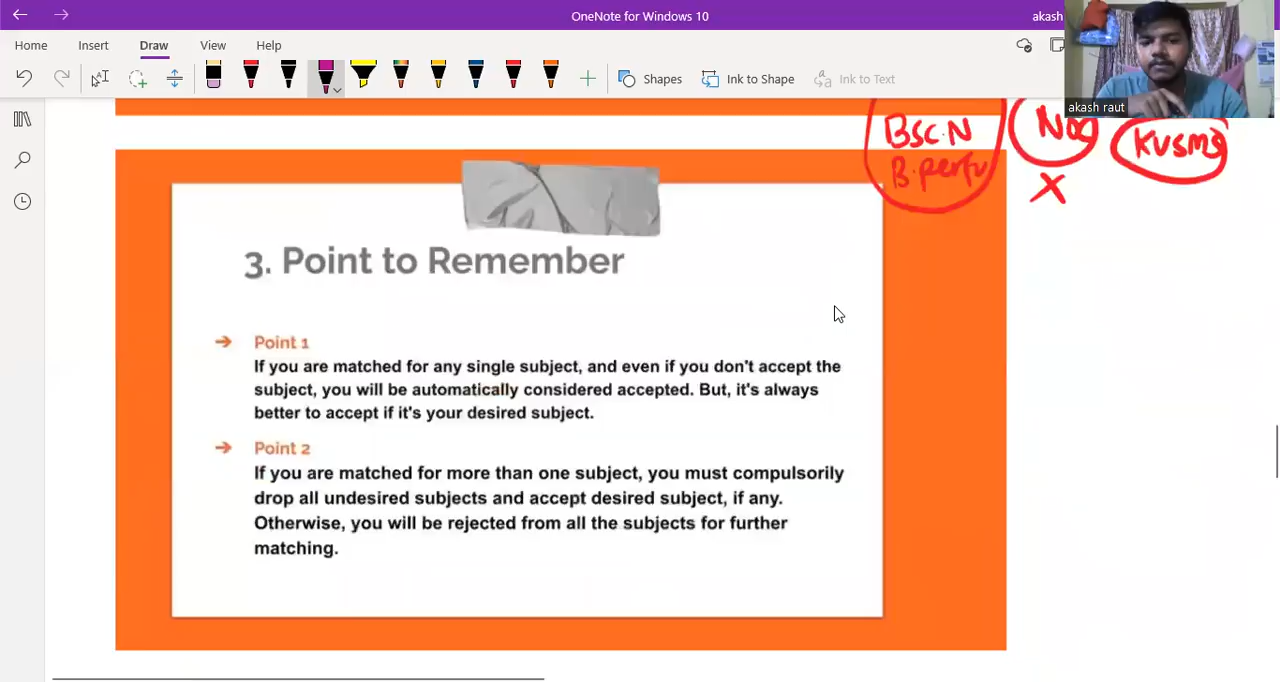 OneNote for Windows 10
akash
Home Insert Draw View Help
Shapes Ink to Shape Ink to Text
akash raut
BSC.N
B.perfu
KUSMS
X
3. Point to Remember
→ Point 1
If you are matched for any single subject, and even if you don't accept the
subject, you will be automatically considered accepted. But, it's always
better to accept if it's your desired subject.
→ Point 2
If you are matched for more than one subject, you must compulsorily
drop all undesired subjects and accept desired subject, if any.
Otherwise, you will be rejected from all the subjects for further
matching.